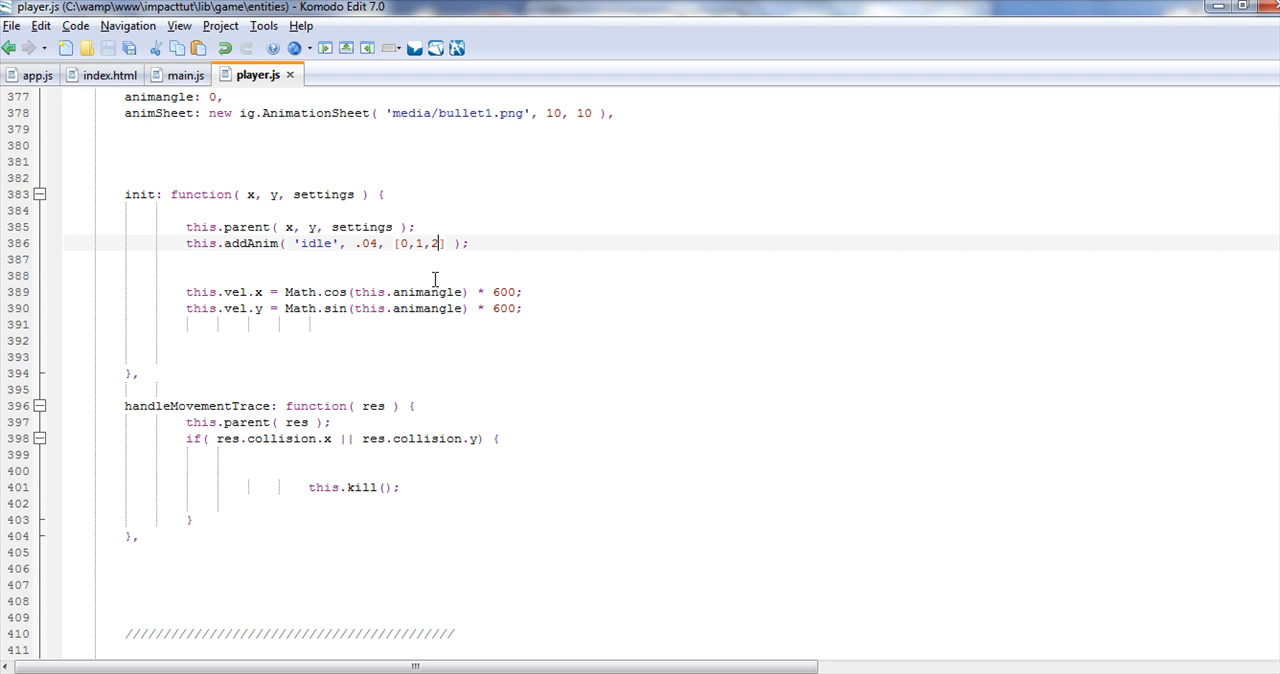 player.js (C:\wamp\www\impacttut\lib\game\entities) - Komodo Edit 7.0
File Edit Code Navigation View Project Tools Help
app.js index.html main.js player.js
377 animangle: 0,
378 animSheet: new ig.AnimationSheet( 'media/bullet1.png', 10, 10 ),
379
380
381
382
383 init: function( x, y, settings ) {
384
385 this.parent( x, y, settings );
386 this.addAnim( 'idle', .04, [0,1,2] );
387
388
389 this.vel.x = Math.cos(this.animangle) * 600;
390 this.vel.y = Math.sin(this.animangle) * 600;
391
392
393
394 },
395
396 handleMovementTrace: function( res ) {
397 this.parent( res );
398 if( res.collision.x || res.collision.y) {
399
400
401 this.kill();
402
403 }
404 },
405
406
407
408
409
410 ///////////////////////////////////////////
411